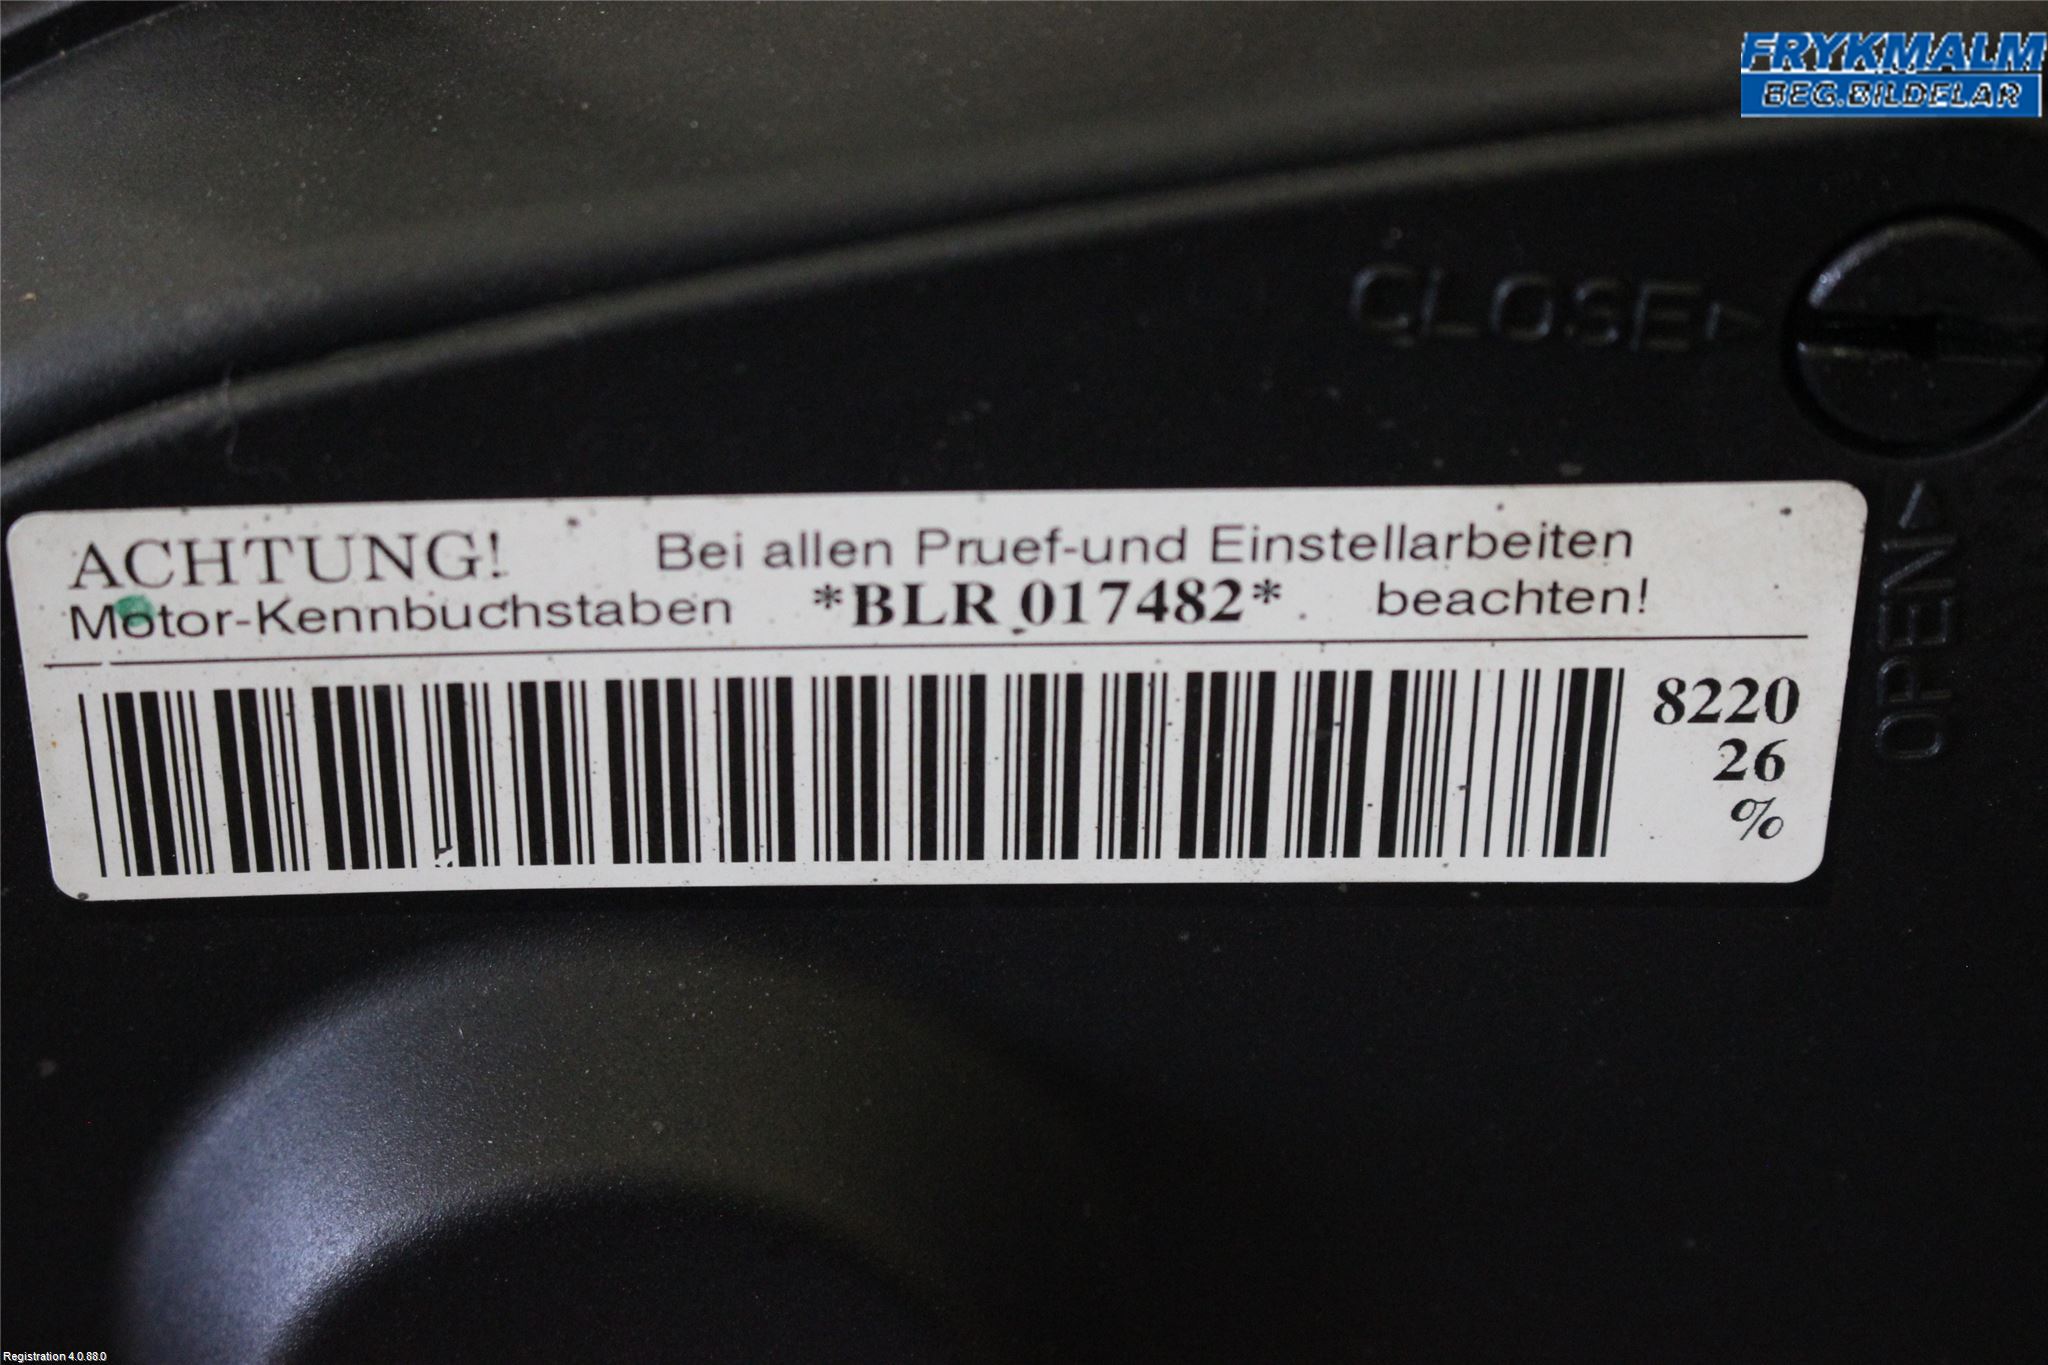 FRYKMALM
BEG.BILDELAR
CLOSE
OPEN
ACHTUNG! Bei allen Pruef-und Einstellarbeiten
Motor-Kennbuchstaben *BLR 017482* beachten!
8220
26
%
Registration 4.0.88.0